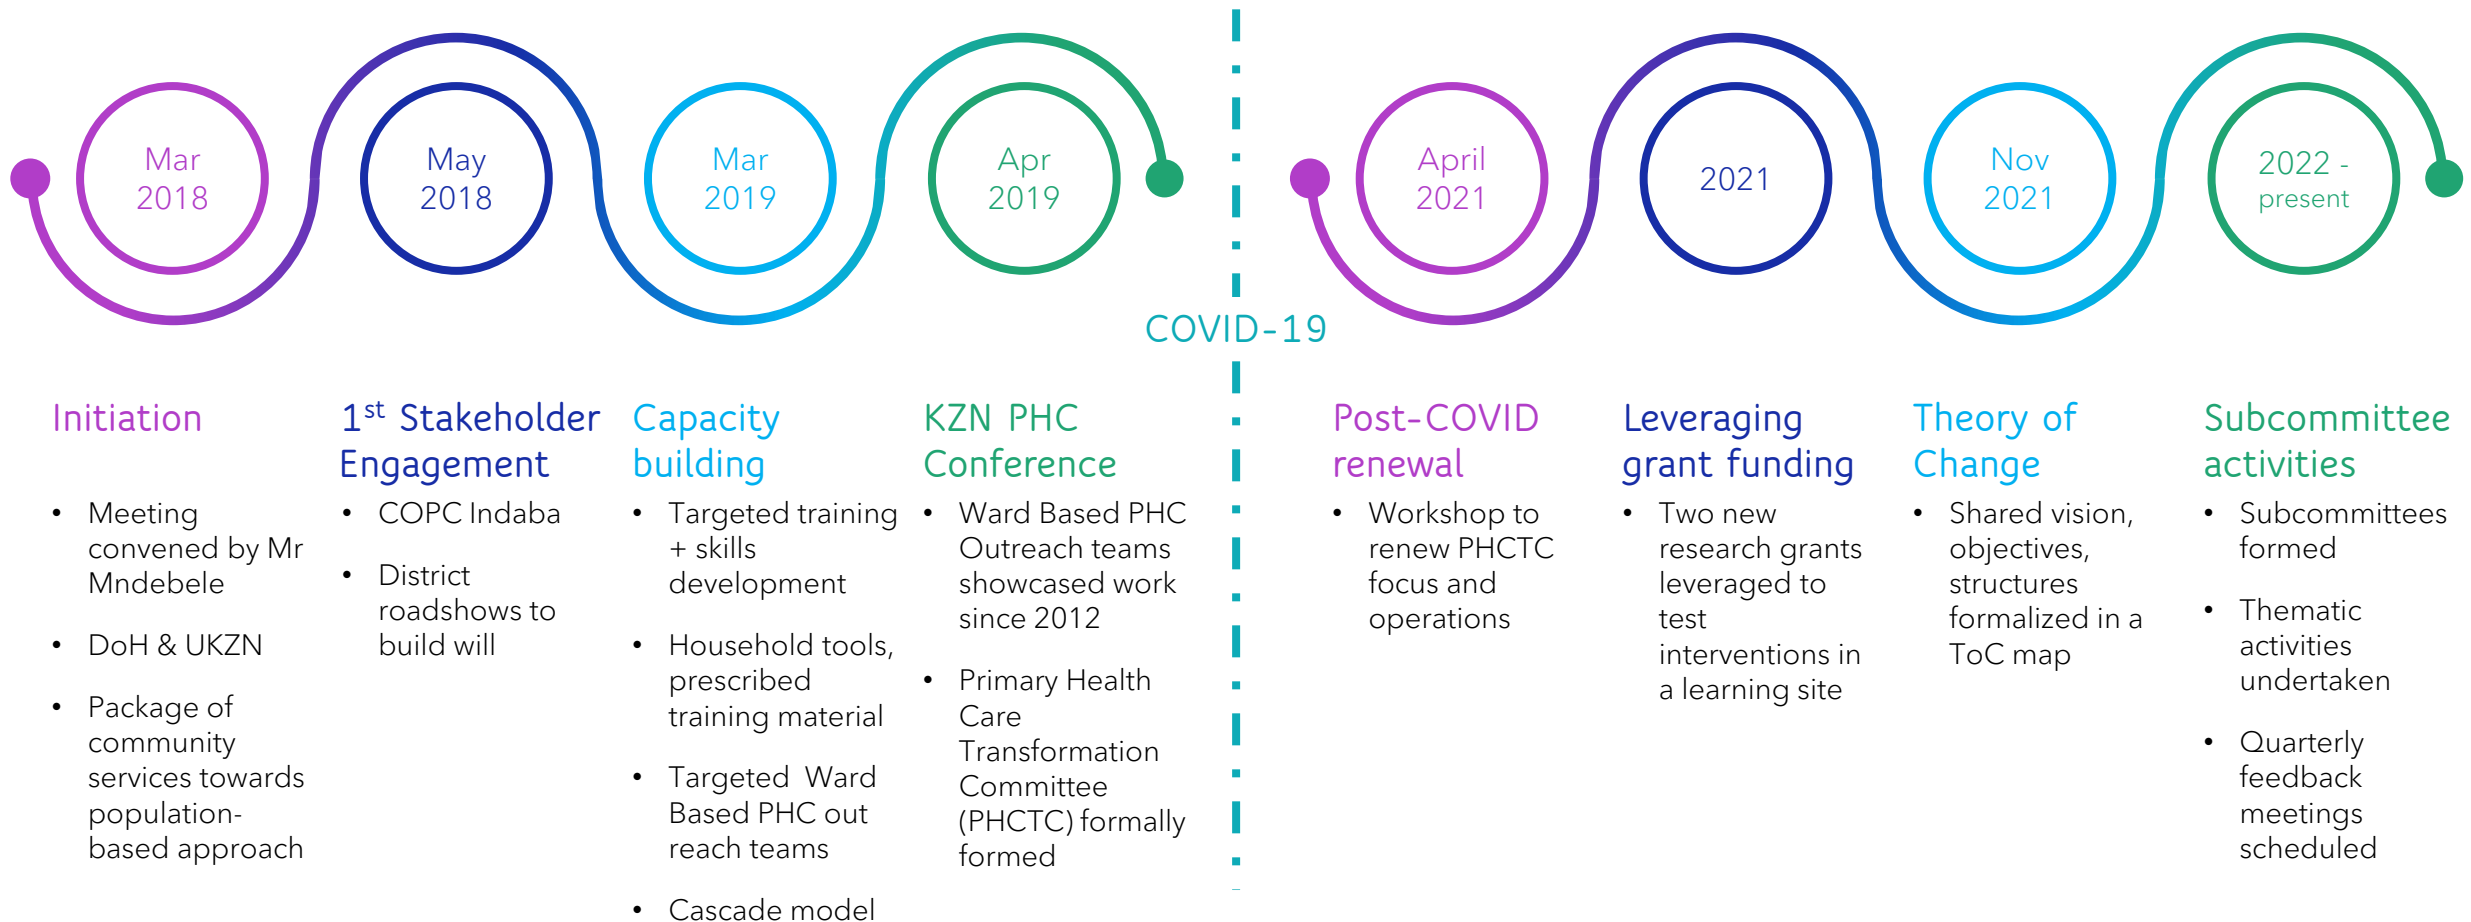 Mar
2018
May
2018
Mar
2019
Apr
2019
COVID-19
April
2021
2021
Nov
2021
2022 -
present
Initiation
• Meeting
convened by Mr
Mndebele
• DoH & UKZN
• Package of
community
services towards
population-
based approach
1st Stakeholder
Engagement
• COPC Indaba
• District
roadshows to
build will
Capacity
building
• Targeted training
+ skills
development
• Household tools,
prescribed
training material
• Targeted Ward
Based PHC out
reach teams
• Cascade model
KZN PHC
Conference
• Ward Based PHC
Outreach teams
showcased work
since 2012
• Primary Health
Care
Transformation
Committee
(PHCTC) formally
formed
Post-COVID
renewal
• Workshop to
renew PHCTC
focus and
operations
Leveraging
grant funding
• Two new
research grants
leveraged to
test
interventions in
a learning site
Theory of
Change
• Shared vision,
objectives,
structures
formalized in a
ToC map
Subcommittee
activities
• Subcommittees
formed
• Thematic
activities
undertaken
• Quarterly
feedback
meetings
scheduled